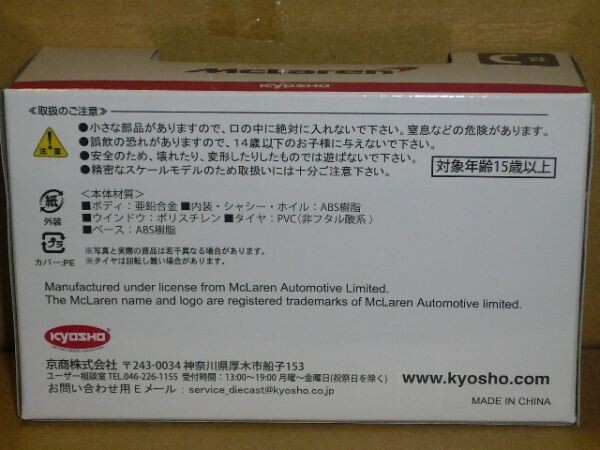 McLaren
KYOSHO
≪取扱のご注意≫
注意
●小さな部品がありますので、口の中に絶対に入れないで下さい。窒息などの危険があります。
●誤飲の恐れがありますので、14歳以下のお子様に与えないで下さい。
●安全のため、壊れたり、変形したりしたものでは遊ばないで下さい。
●精密なスケールモデルのため取扱いには十分ご注意下さい。
対象年齢15歳以上
紙
外装
プラ
カバー:PE
＜本体材質＞
■ボディ：亜鉛合金 ■内装・シャシー・ホイル：ABS樹脂
■ウインドウ：ポリスチレン ■タイヤ：PVC(非フタル酸系)
■ベース：ABS樹脂
※写真と実際の商品は若干異なる場合があります。
※タイヤは回転し難い場合があります。
Manufactured under license from McLaren Automotive Limited.
The McLaren name and logo are registered trademarks of McLaren Automotive limited.
KYOSHO
京商株式会社 〒243-0034 神奈川県厚木市船子153
ユーザー相談室 TEL.046-226-1155 受付時間：13:00〜19:00 月曜〜金曜日(祝祭日を除く)
お問い合わせ用Eメール：service_diecast@kyosho.co.jp
www.kyosho.com
MADE IN CHINA